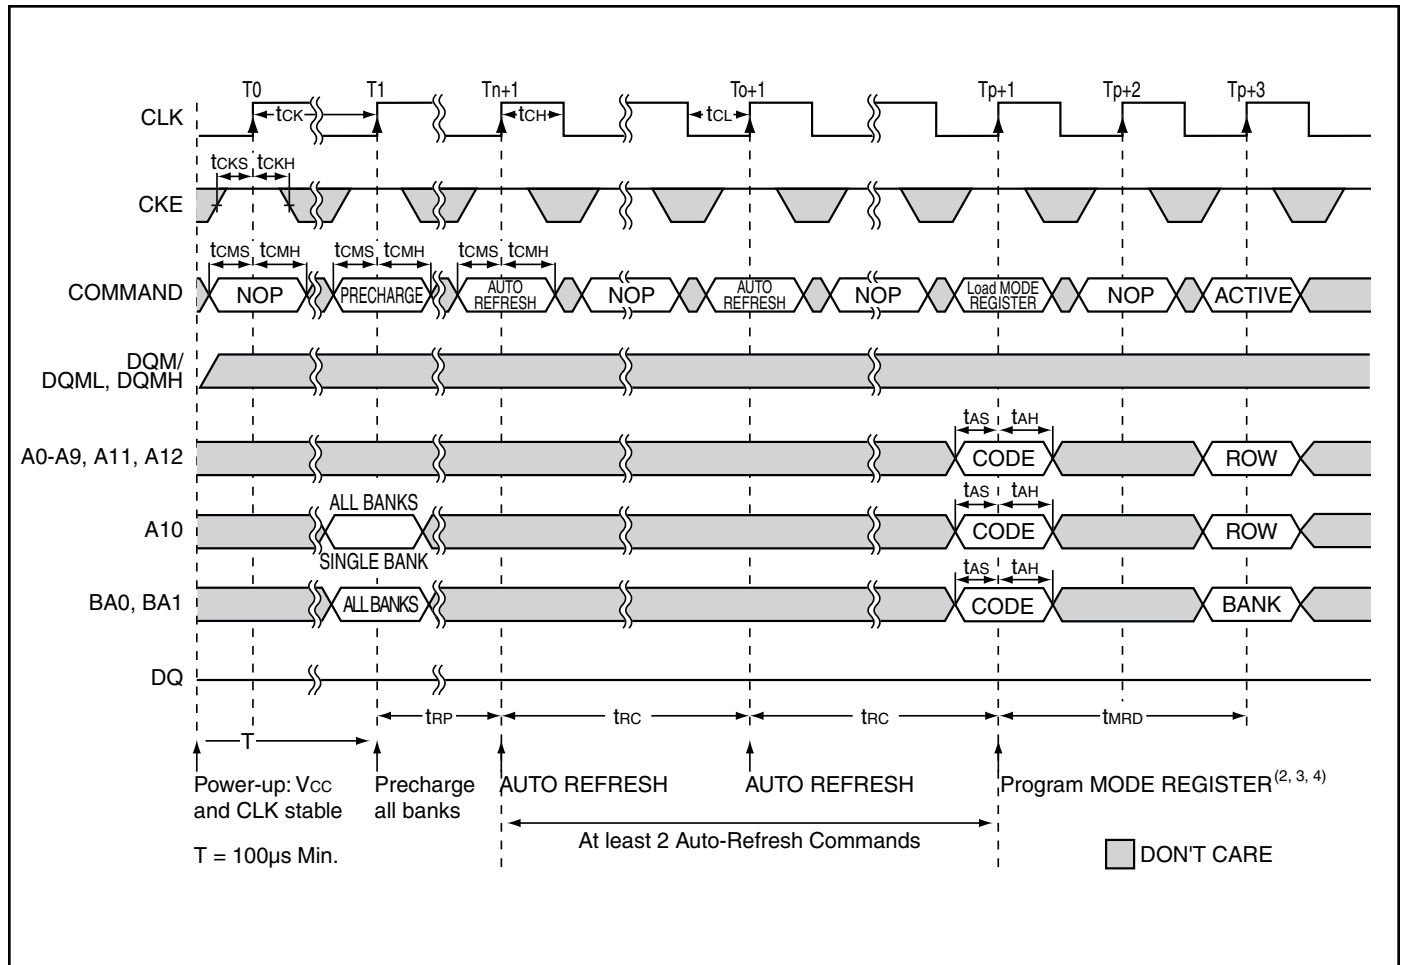 T0 T1 Tn+1 To+1 Tp+1 Tp+2 Tp+3
CLK tCK tCH tCL
tCKS tCKH
CKE
tCMS tCMH tCMS tCMH tCMS tCMH
COMMAND NOP PRECHARGE AUTO REFRESH NOP AUTO REFRESH NOP Load MODE REGISTER NOP ACTIVE
DQM/
DQML, DQMH
tAS tAH
A0-A9, A11, A12 CODE ROW
ALL BANKS tAS tAH
A10 CODE ROW
SINGLE BANK tAS tAH
BA0, BA1 ALL BANKS CODE BANK
DQ
tRP tRC tRC tMRD
T
Power-up: VCC Precharge AUTO REFRESH AUTO REFRESH Program MODE REGISTER(2, 3, 4)
and CLK stable all banks
At least 2 Auto-Refresh Commands
T = 100µs Min. DON'T CARE